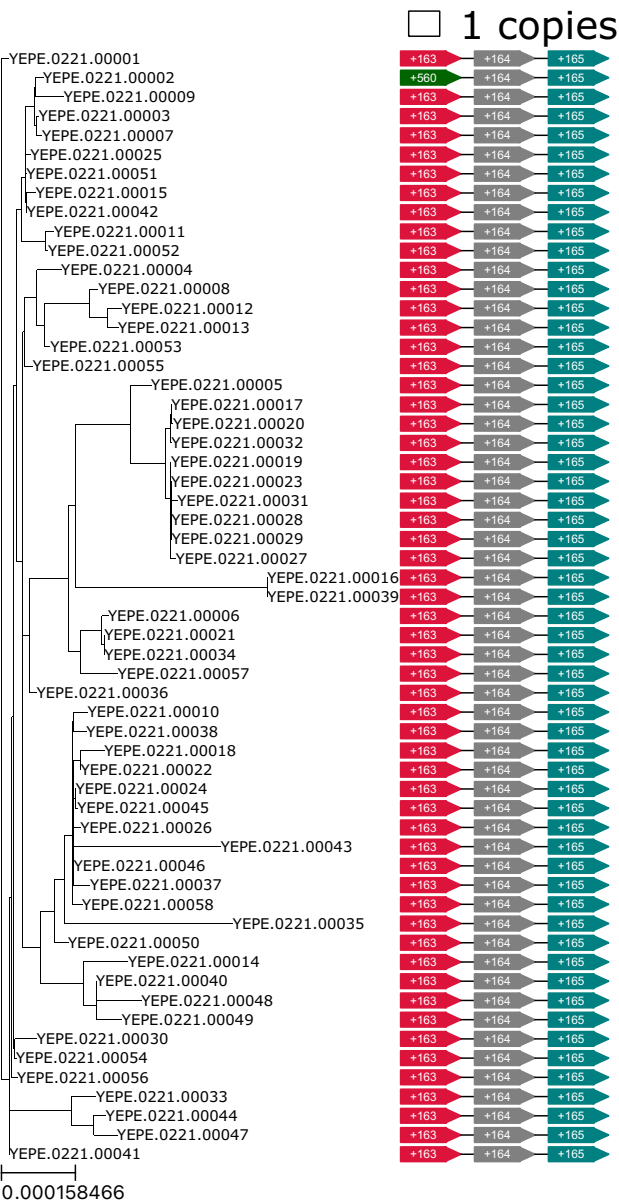 1 copies
YEPE.0221.00001 +163 +164 +165
YEPE.0221.00002 +560 +164 +165
YEPE.0221.00009 +163 +164 +165
YEPE.0221.00003 +163 +164 +165
YEPE.0221.00007 +163 +164 +165
YEPE.0221.00025 +163 +164 +165
YEPE.0221.00051 +163 +164 +165
YEPE.0221.00015 +163 +164 +165
YEPE.0221.00042 +163 +164 +165
YEPE.0221.00011 +163 +164 +165
YEPE.0221.00052 +163 +164 +165
YEPE.0221.00004 +163 +164 +165
YEPE.0221.00008 +163 +164 +165
YEPE.0221.00012 +163 +164 +165
YEPE.0221.00013 +163 +164 +165
YEPE.0221.00053 +163 +164 +165
YEPE.0221.00055 +163 +164 +165
YEPE.0221.00005 +163 +164 +165
YEPE.0221.00017 +163 +164 +165
YEPE.0221.00020 +163 +164 +165
YEPE.0221.00032 +163 +164 +165
YEPE.0221.00019 +163 +164 +165
YEPE.0221.00023 +163 +164 +165
YEPE.0221.00031 +163 +164 +165
YEPE.0221.00028 +163 +164 +165
YEPE.0221.00029 +163 +164 +165
YEPE.0221.00027 +163 +164 +165
YEPE.0221.00016 +163 +164 +165
YEPE.0221.00039 +163 +164 +165
YEPE.0221.00006 +163 +164 +165
YEPE.0221.00021 +163 +164 +165
YEPE.0221.00034 +163 +164 +165
YEPE.0221.00057 +163 +164 +165
YEPE.0221.00036 +163 +164 +165
YEPE.0221.00010 +163 +164 +165
YEPE.0221.00038 +163 +164 +165
YEPE.0221.00018 +163 +164 +165
YEPE.0221.00022 +163 +164 +165
YEPE.0221.00024 +163 +164 +165
YEPE.0221.00045 +163 +164 +165
YEPE.0221.00026 +163 +164 +165
YEPE.0221.00043 +163 +164 +165
YEPE.0221.00046 +163 +164 +165
YEPE.0221.00037 +163 +164 +165
YEPE.0221.00058 +163 +164 +165
YEPE.0221.00035 +163 +164 +165
YEPE.0221.00050 +163 +164 +165
YEPE.0221.00014 +163 +164 +165
YEPE.0221.00040 +163 +164 +165
YEPE.0221.00048 +163 +164 +165
YEPE.0221.00049 +163 +164 +165
YEPE.0221.00030 +163 +164 +165
YEPE.0221.00054 +163 +164 +165
YEPE.0221.00056 +163 +164 +165
YEPE.0221.00033 +163 +164 +165
YEPE.0221.00044 +163 +164 +165
YEPE.0221.00047 +163 +164 +165
YEPE.0221.00041 +163 +164 +165
0.000158466